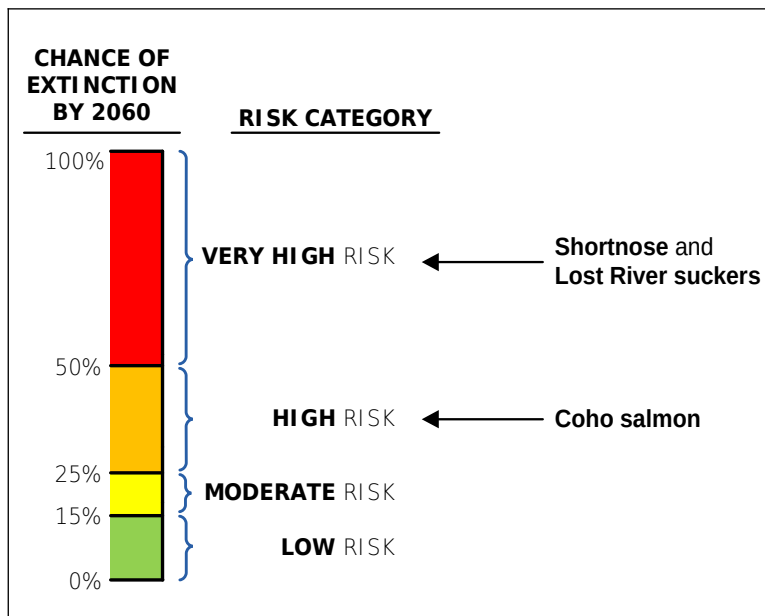 CHANCE OF
EXTINCTION
BY 2060
RISK CATEGORY
100%
VERY HIGH RISK
Shortnose and
Lost River suckers
50%
HIGH RISK
Coho salmon
25%
MODERATE RISK
15%
LOW RISK
0%